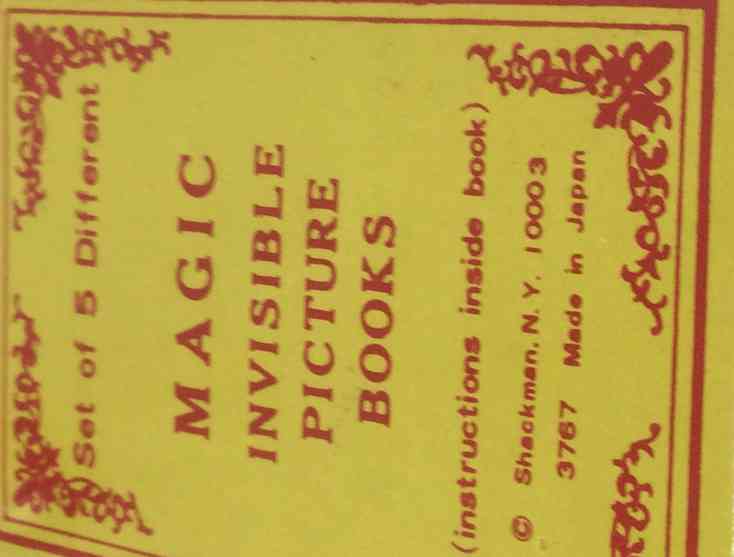 Set of 5 Different
MAGIC
INVISIBLE
PICTURE
BOOKS
(instructions inside book)
© Shackman. N.Y. 10003
3767 Made in Japan